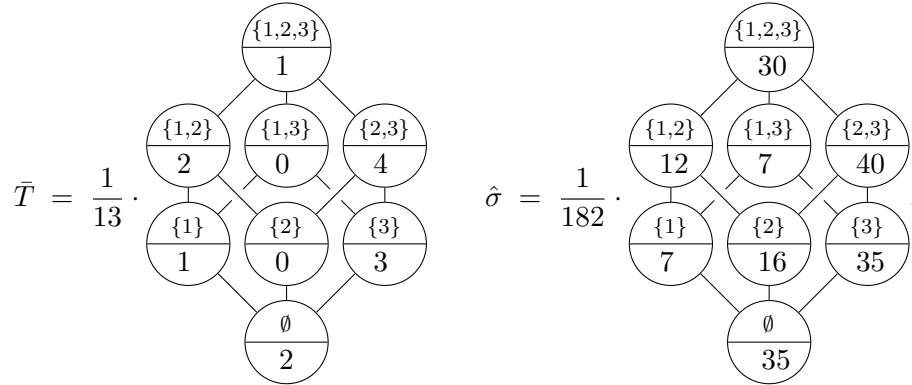 {1,2,3} {1,2,3}
1 30
{1,2} {1,3} {2,3} {1,2} {1,3} {2,3}
2 0 4 12 7 40
T̄ = 1/13 · σ̂ = 1/182 · .
{1} {2} {3} {1} {2} {3}
1 0 3 7 16 35
∅ ∅
2 35